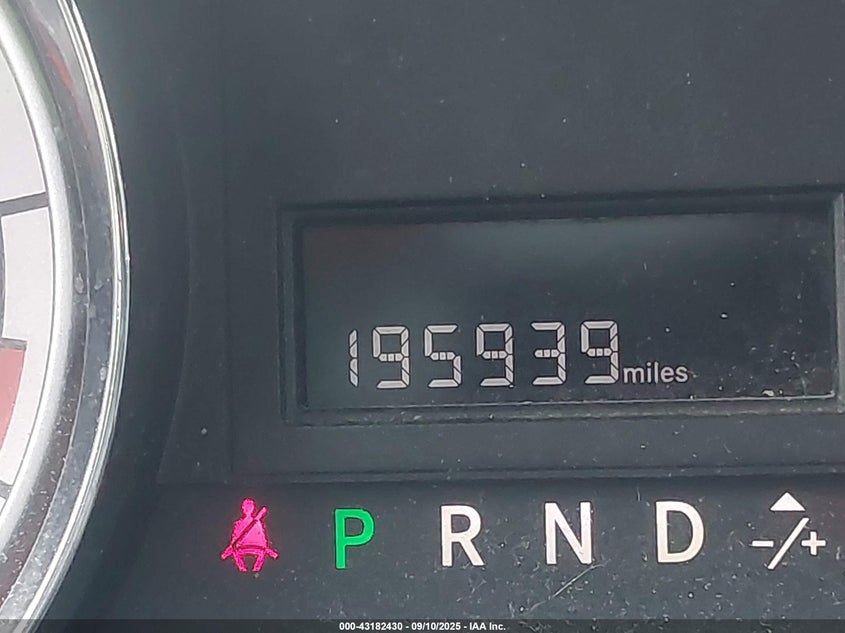 195939 miles
P R N D -/+
000-43182430 - 09/10/2025 - IAA Inc.